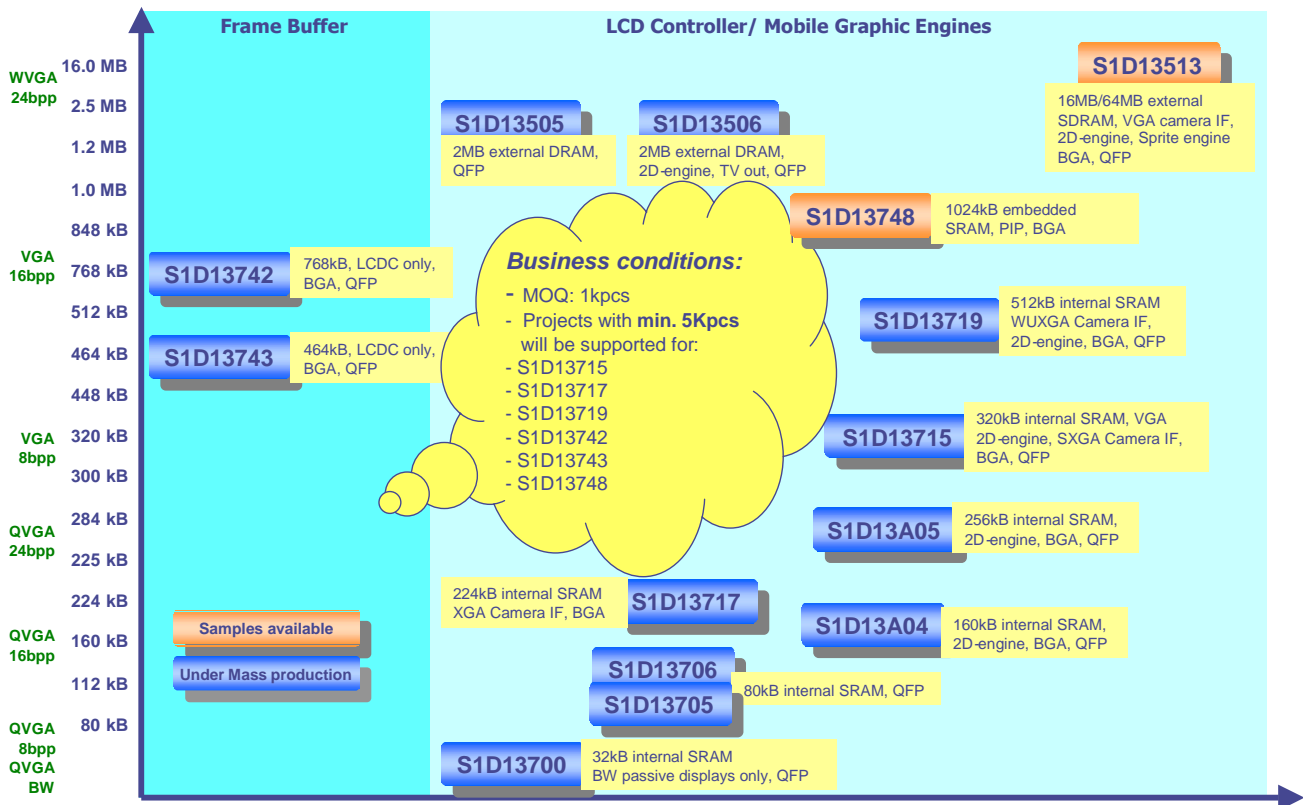 Frame Buffer
LCD Controller/ Mobile Graphic Engines
WVGA
24bpp
VGA
16bpp
VGA
8bpp
QVGA
24bpp
QVGA
16bpp
QVGA
8bpp
QVGA
BW
16.0 MB
2.5 MB
1.2 MB
1.0 MB
848 kB
768 kB
512 kB
464 kB
448 kB
320 kB
300 kB
284 kB
225 kB
224 kB
160 kB
112 kB
80 kB
S1D13513
16MB/64MB external
SDRAM, VGA camera IF,
2D-engine, Sprite engine
BGA, QFP
S1D13505
2MB external DRAM,
QFP
S1D13506
2MB external DRAM,
2D-engine, TV out, QFP
S1D13748
1024kB embedded
SRAM, PIP, BGA
S1D13742
768kB, LCDC only,
BGA, QFP
S1D13743
464kB, LCDC only,
BGA, QFP
Business conditions:
- MOQ: 1kpcs
- Projects with min. 5Kpcs
will be supported for:
- S1D13715
- S1D13717
- S1D13719
- S1D13742
- S1D13743
- S1D13748
S1D13719
512kB internal SRAM
WUXGA Camera IF,
2D-engine, BGA, QFP
S1D13715
320kB internal SRAM, VGA
2D-engine, SXGA Camera IF,
BGA, QFP
S1D13A05
256kB internal SRAM,
2D-engine, BGA, QFP
224kB internal SRAM
XGA Camera IF, BGA
S1D13717
S1D13A04
160kB internal SRAM,
2D-engine, BGA, QFP
Samples available
Under Mass production
S1D13706
S1D13705
80kB internal SRAM, QFP
S1D13700
32kB internal SRAM
BW passive displays only, QFP